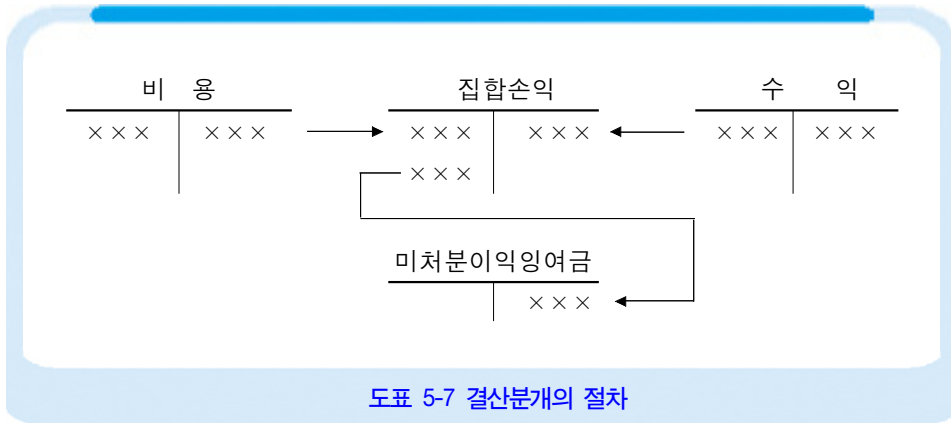 비 용 집합손익 수 익
××× ××× ××× ××× ××× ×××
×××
미처분이익잉여금
×××
도표 5-7 결산분개의 절차